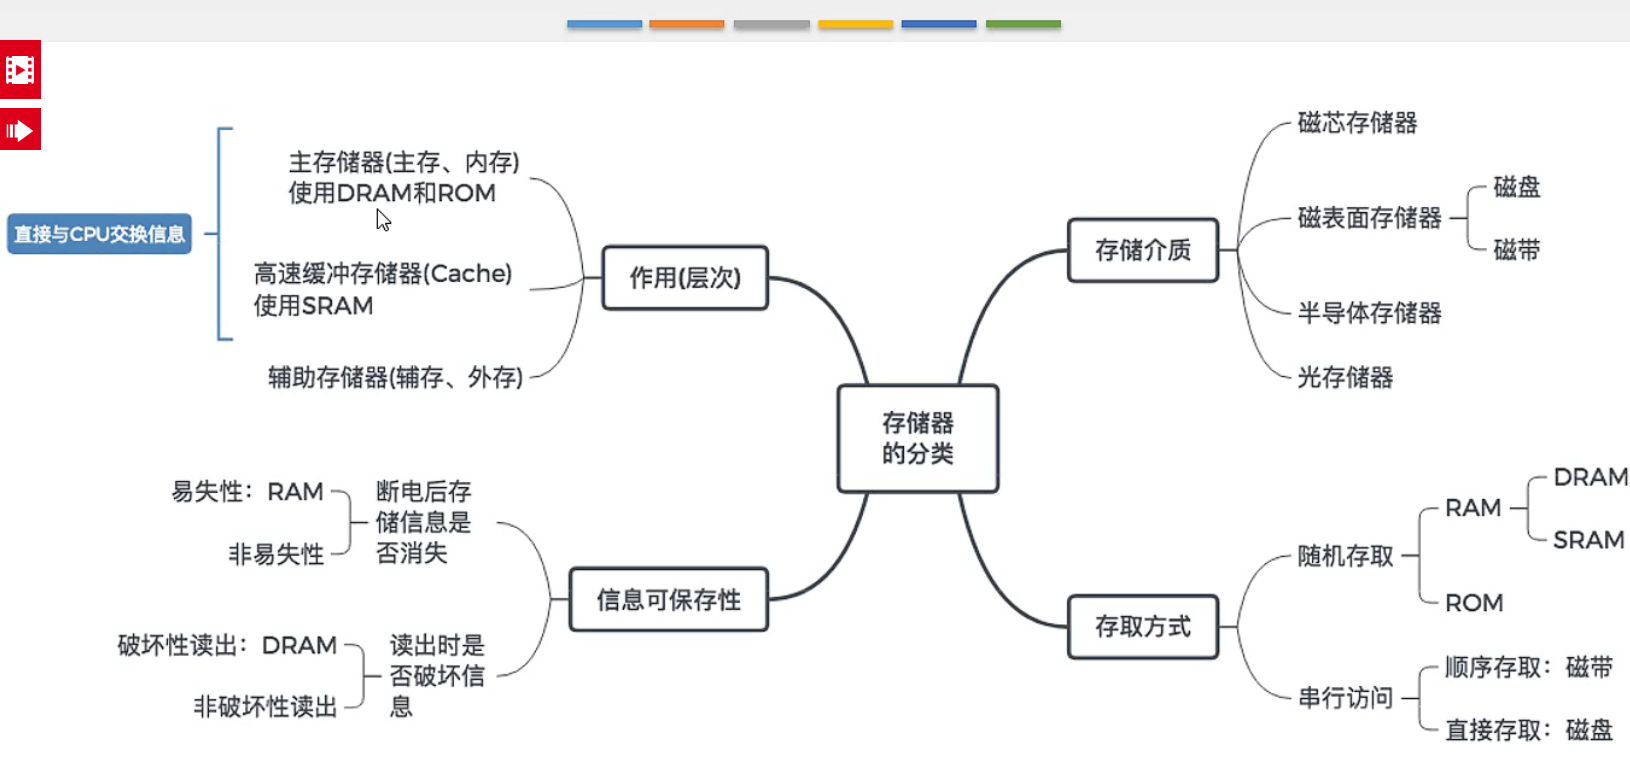 直接与CPU交换信息
主存储器(主存、内存)
使用DRAM和ROM
高速缓冲存储器(Cache)
使用SRAM
辅助存储器(辅存、外存)
作用(层次)
易失性：RAM
非易失性
断电后存
储信息是
否消失
破坏性读出：DRAM
非破坏性读出
读出时是
否破坏信
息
信息可保存性
存储器
的分类
存储介质
磁芯存储器
磁表面存储器
磁盘
磁带
半导体存储器
光存储器
存取方式
随机存取
RAM
DRAM
SRAM
ROM
串行访问
顺序存取：磁带
直接存取：磁盘